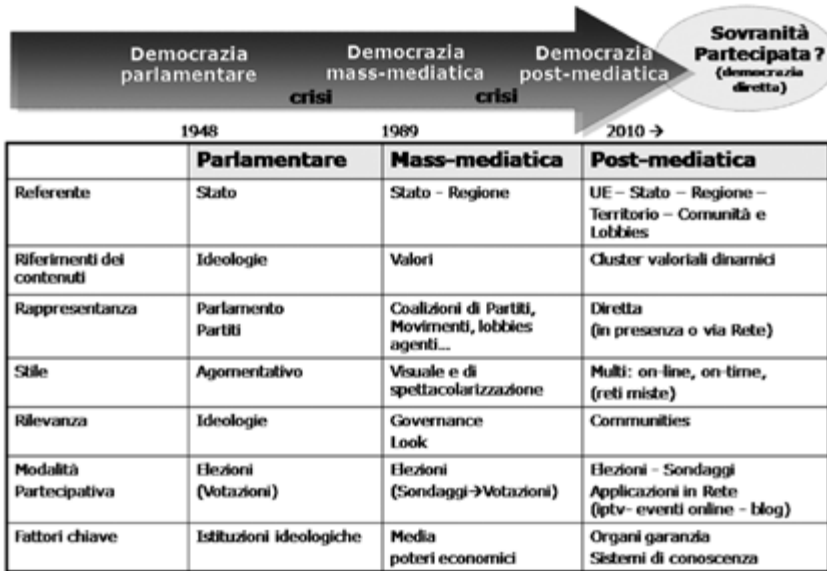 Democrazia parlamentare
Democrazia mass-mediatica
Democrazia post-mediatica
crisi
crisi
Sovranità
Partecipata?
(democrazia
diretta)
1948
1989
2010 →
Parlamentare
Mass-mediatica
Post-mediatica
Referente
Stato
Stato - Regione
UE – Stato – Regione –
Territorio – Comunità e
Lobbies
Riferimenti dei
contenuti
Ideologie
Valori
Cluster valoriali dinamici
Rappresentanza
Parlamento
Partiti
Coalizioni di Partiti,
Movimenti, lobbies
agenti...
Diretta
(in presenza o via Rete)
Stile
Agomentativo
Visuale e di
spettacolarizzazione
Multi: on-line, on-time,
(reti miste)
Rilevanza
Ideologie
Governance
Look
Communities
Modalità
Partecipativa
Elezioni
(Votazioni)
Elezioni
(Sondaggi→Votazioni)
Elezioni - Sondaggi
Applicazioni in Rete
(iptv- eventi online - blog)
Fattori chiave
Istituzioni ideologiche
Media
poteri economici
Organi garanzia
Sistemi di conoscenza